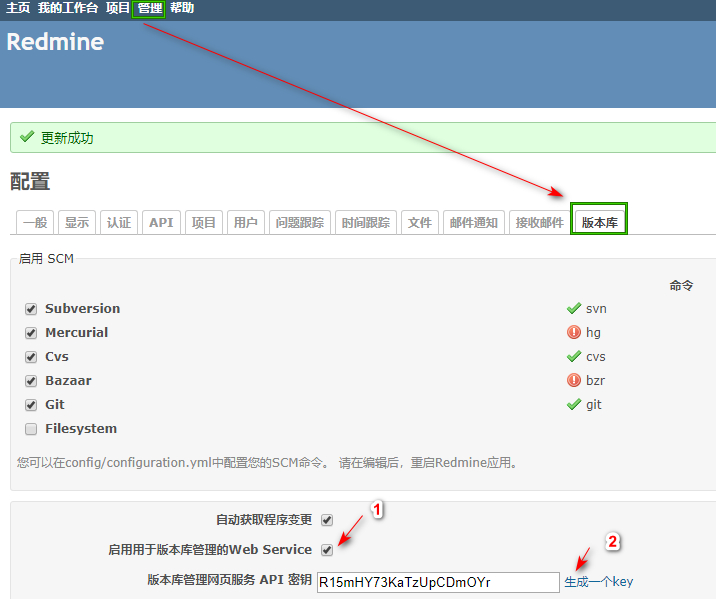 主页 我的工作台 项目 管理 帮助
Redmine
更新成功
配置
一般 显示 认证 API 项目 用户 问题跟踪 时间跟踪 文件 邮件通知 接收邮件 版本库
启用 SCM
命令
Subversion svn
Mercurial hg
Cvs cvs
Bazaar bzr
Git git
Filesystem
您可以在config/configuration.yml中配置您的SCM命令。 请在编辑后，重启Redmine应用。
自动获取程序变更
1
启用用于版本库管理的Web Service
2
版本库管理网页服务 API 密钥 R15mHY73KaTzUpCDmOYr 生成一个key